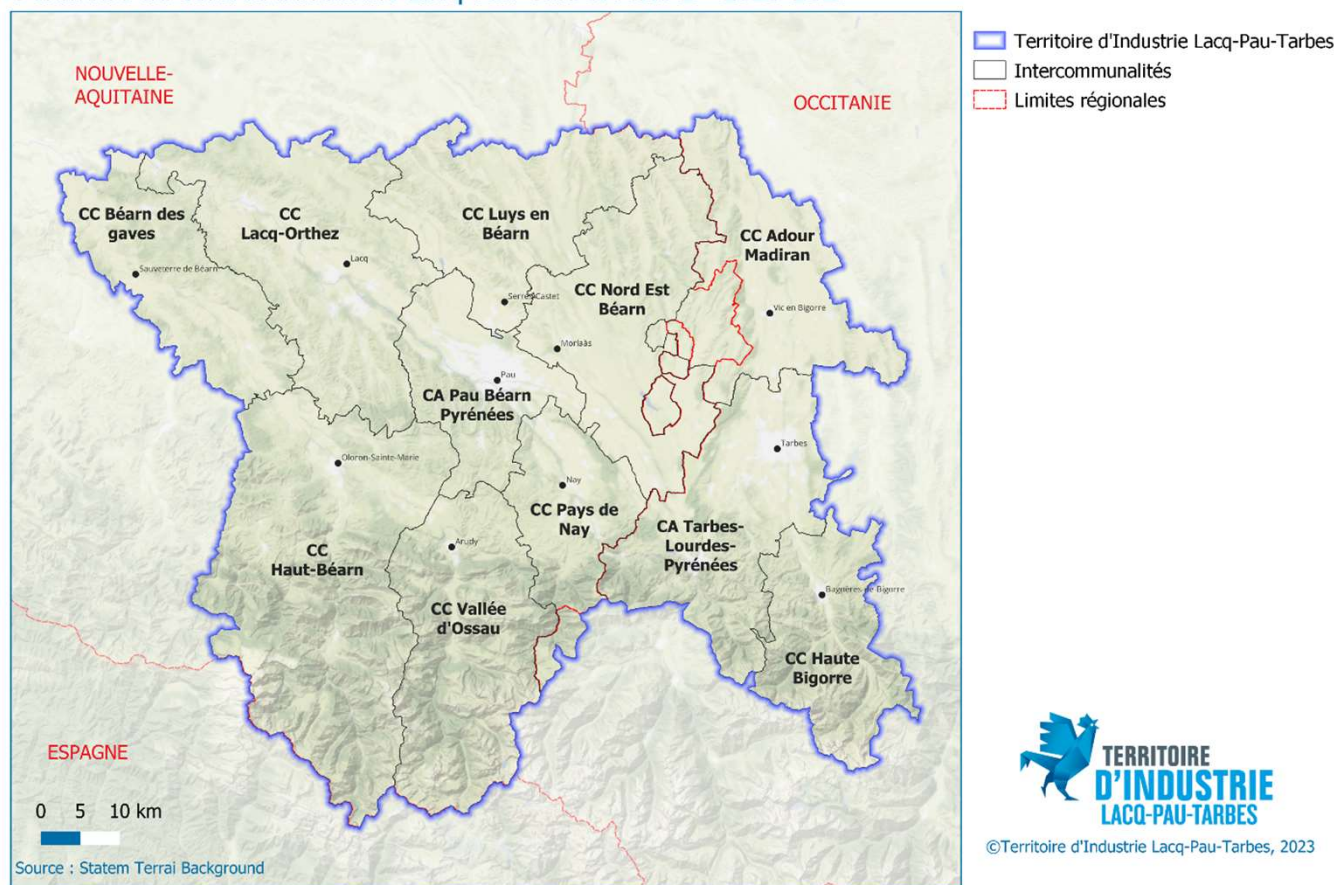 NOUVELLE-
AQUITAINE
OCCITANIE
Territoire d'Industrie Lacq-Pau-Tarbes
Intercommunalités
Limites régionales
CC Béarn des
gaves
Sauveterre de Béarn
CC
Lacq-Orthez
Lacq
CC Luys en
Béarn
Serres-Castet
CC Nord Est
Béarn
Morlaàs
CC Adour
Madiran
Vic en Bigorre
Pau
CA Pau Béarn
Pyrénées
Tarbes
Oloron-Sainte-Marie
Nay
CC Pays de
Nay
CA Tarbes-
Lourdes-
Pyrénées
Arudy
CC
Haut-Béarn
CC Vallée
d'Ossau
Bagnères de Bigorre
CC Haute
Bigorre
ESPAGNE
0 5 10 km
Source : Statem Terrai Background
TERRITOIRE
D'INDUSTRIE
LACQ-PAU-TARBES
©Territoire d'Industrie Lacq-Pau-Tarbes, 2023